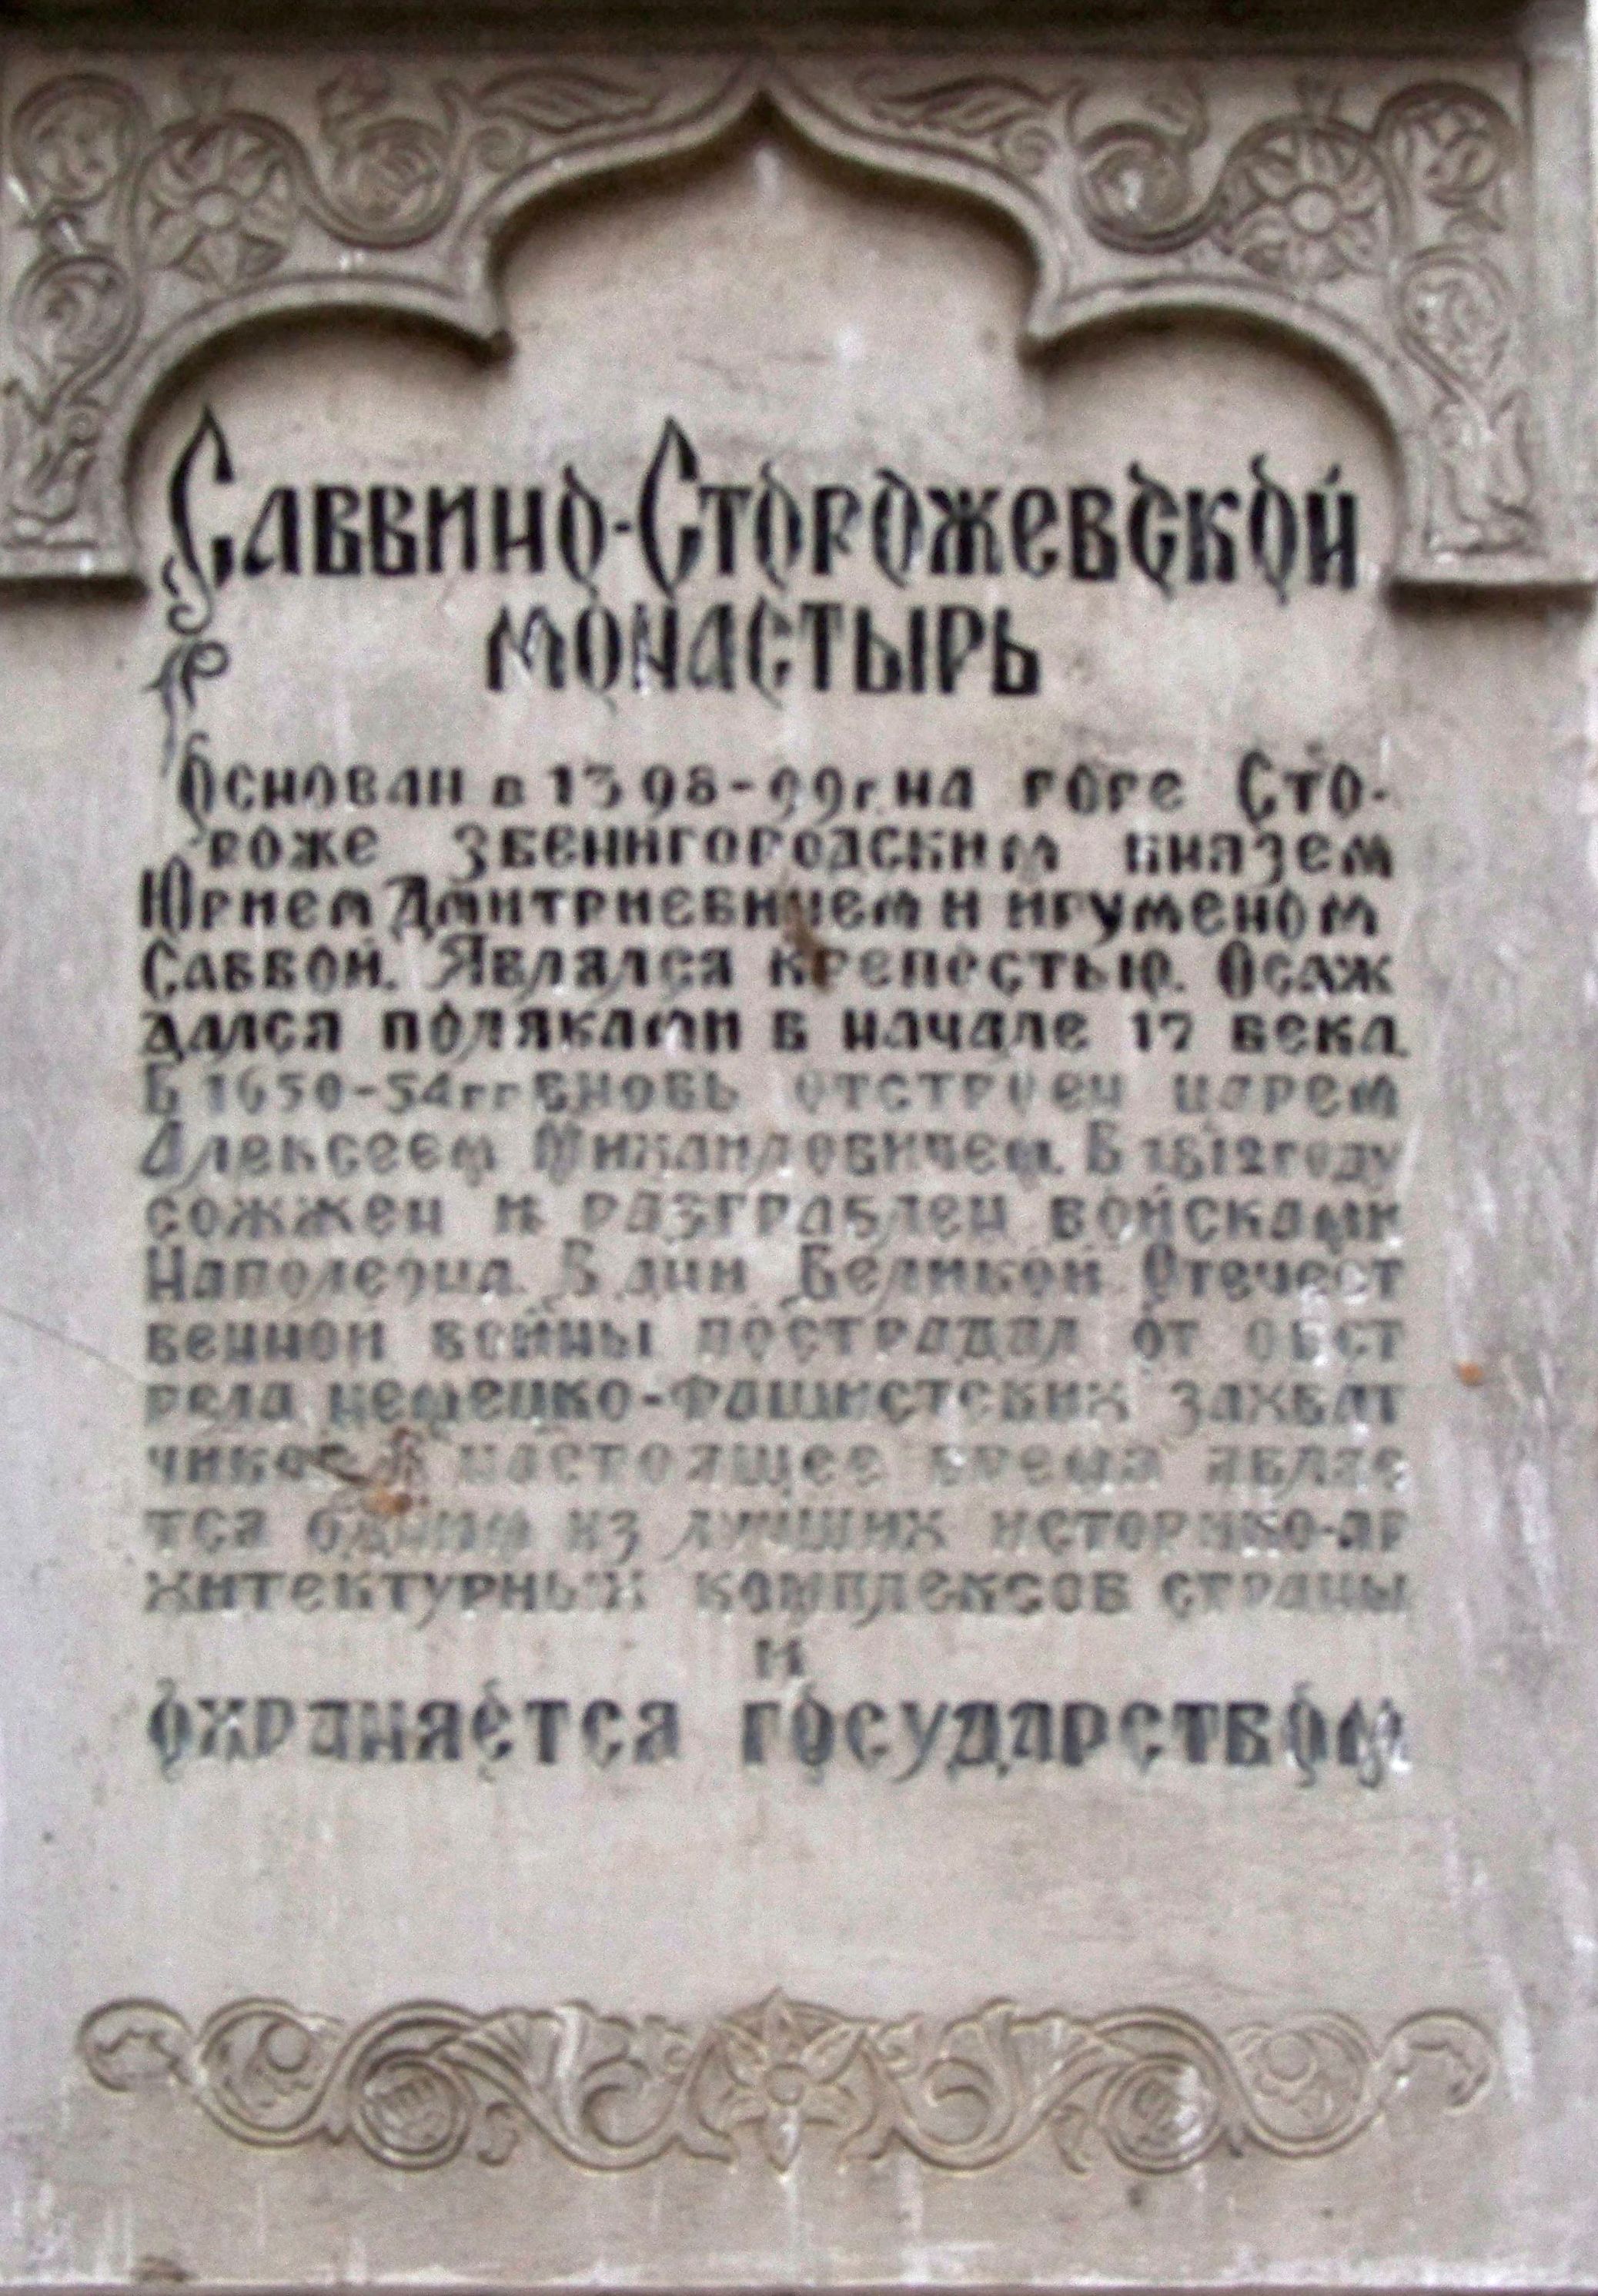 Саввино-Сторожевской
монастырь
Основан в 1398-99г. на горе Сто-
роже звенигородским князем
Юрием Дмитриевичем и игуменом
Саввой. Являлся крепостью. Осаж
дался поляками в начале 17 века.
В 1650-54гг вновь отстроен царем
Алексеем Михайловичем. В 1812 году
сожжен и разграблен войсками
Наполеона. В дни Великой Отечест
венной войны пострадал от обст
рела немецко-фашистских захват
чиков В настоящее время являе
тся одним из лучших историко-ар
хитектурных комплексов страны
и
охраняется государством